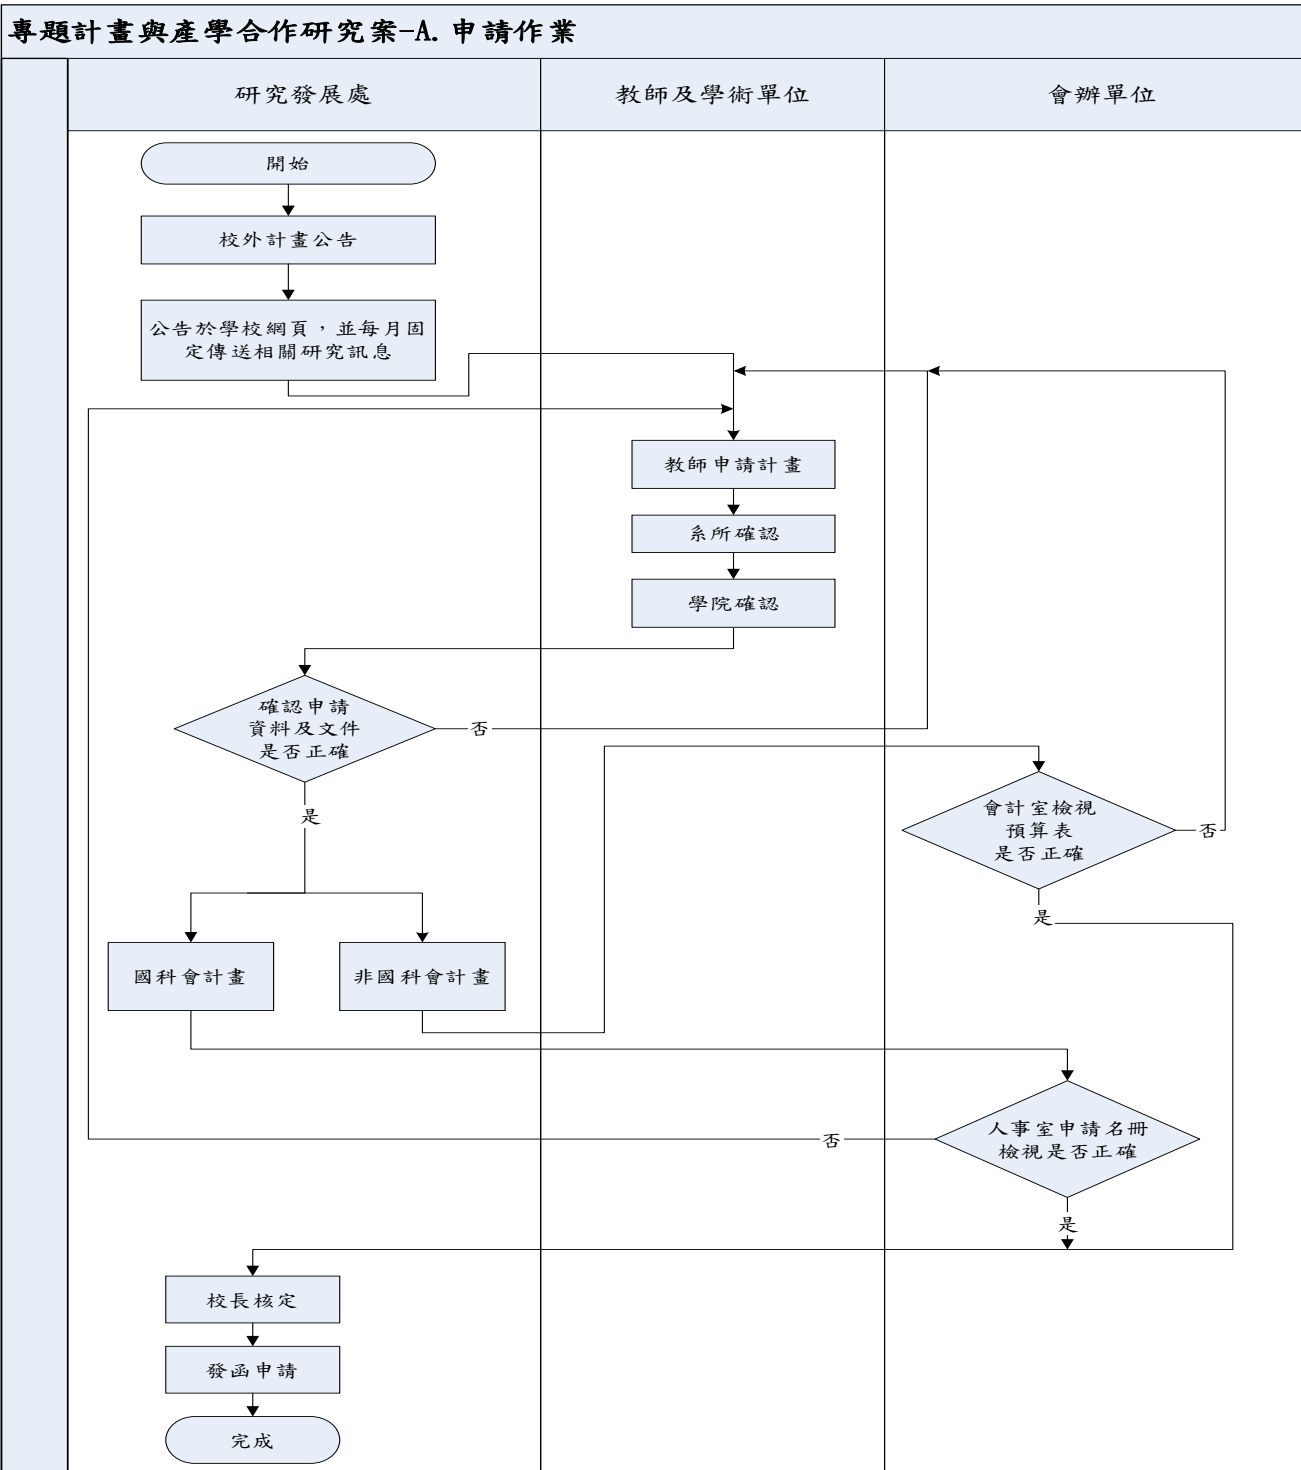 專題計畫與產學合作研究案-A.申請作業
研究發展處
教師及學術單位
會辦單位
開始
校外計畫公告
公告於學校網頁，並每月固
定傳送相關研究訊息
教師申請計畫
系所確認
學院確認
確認申請
資料及文件
是否正確
否
是
會計室檢視
預算表
是否正確
否
是
國科會計畫
非國科會計畫
人事室申請名冊
檢視是否正確
否
是
校長核定
發函申請
完成